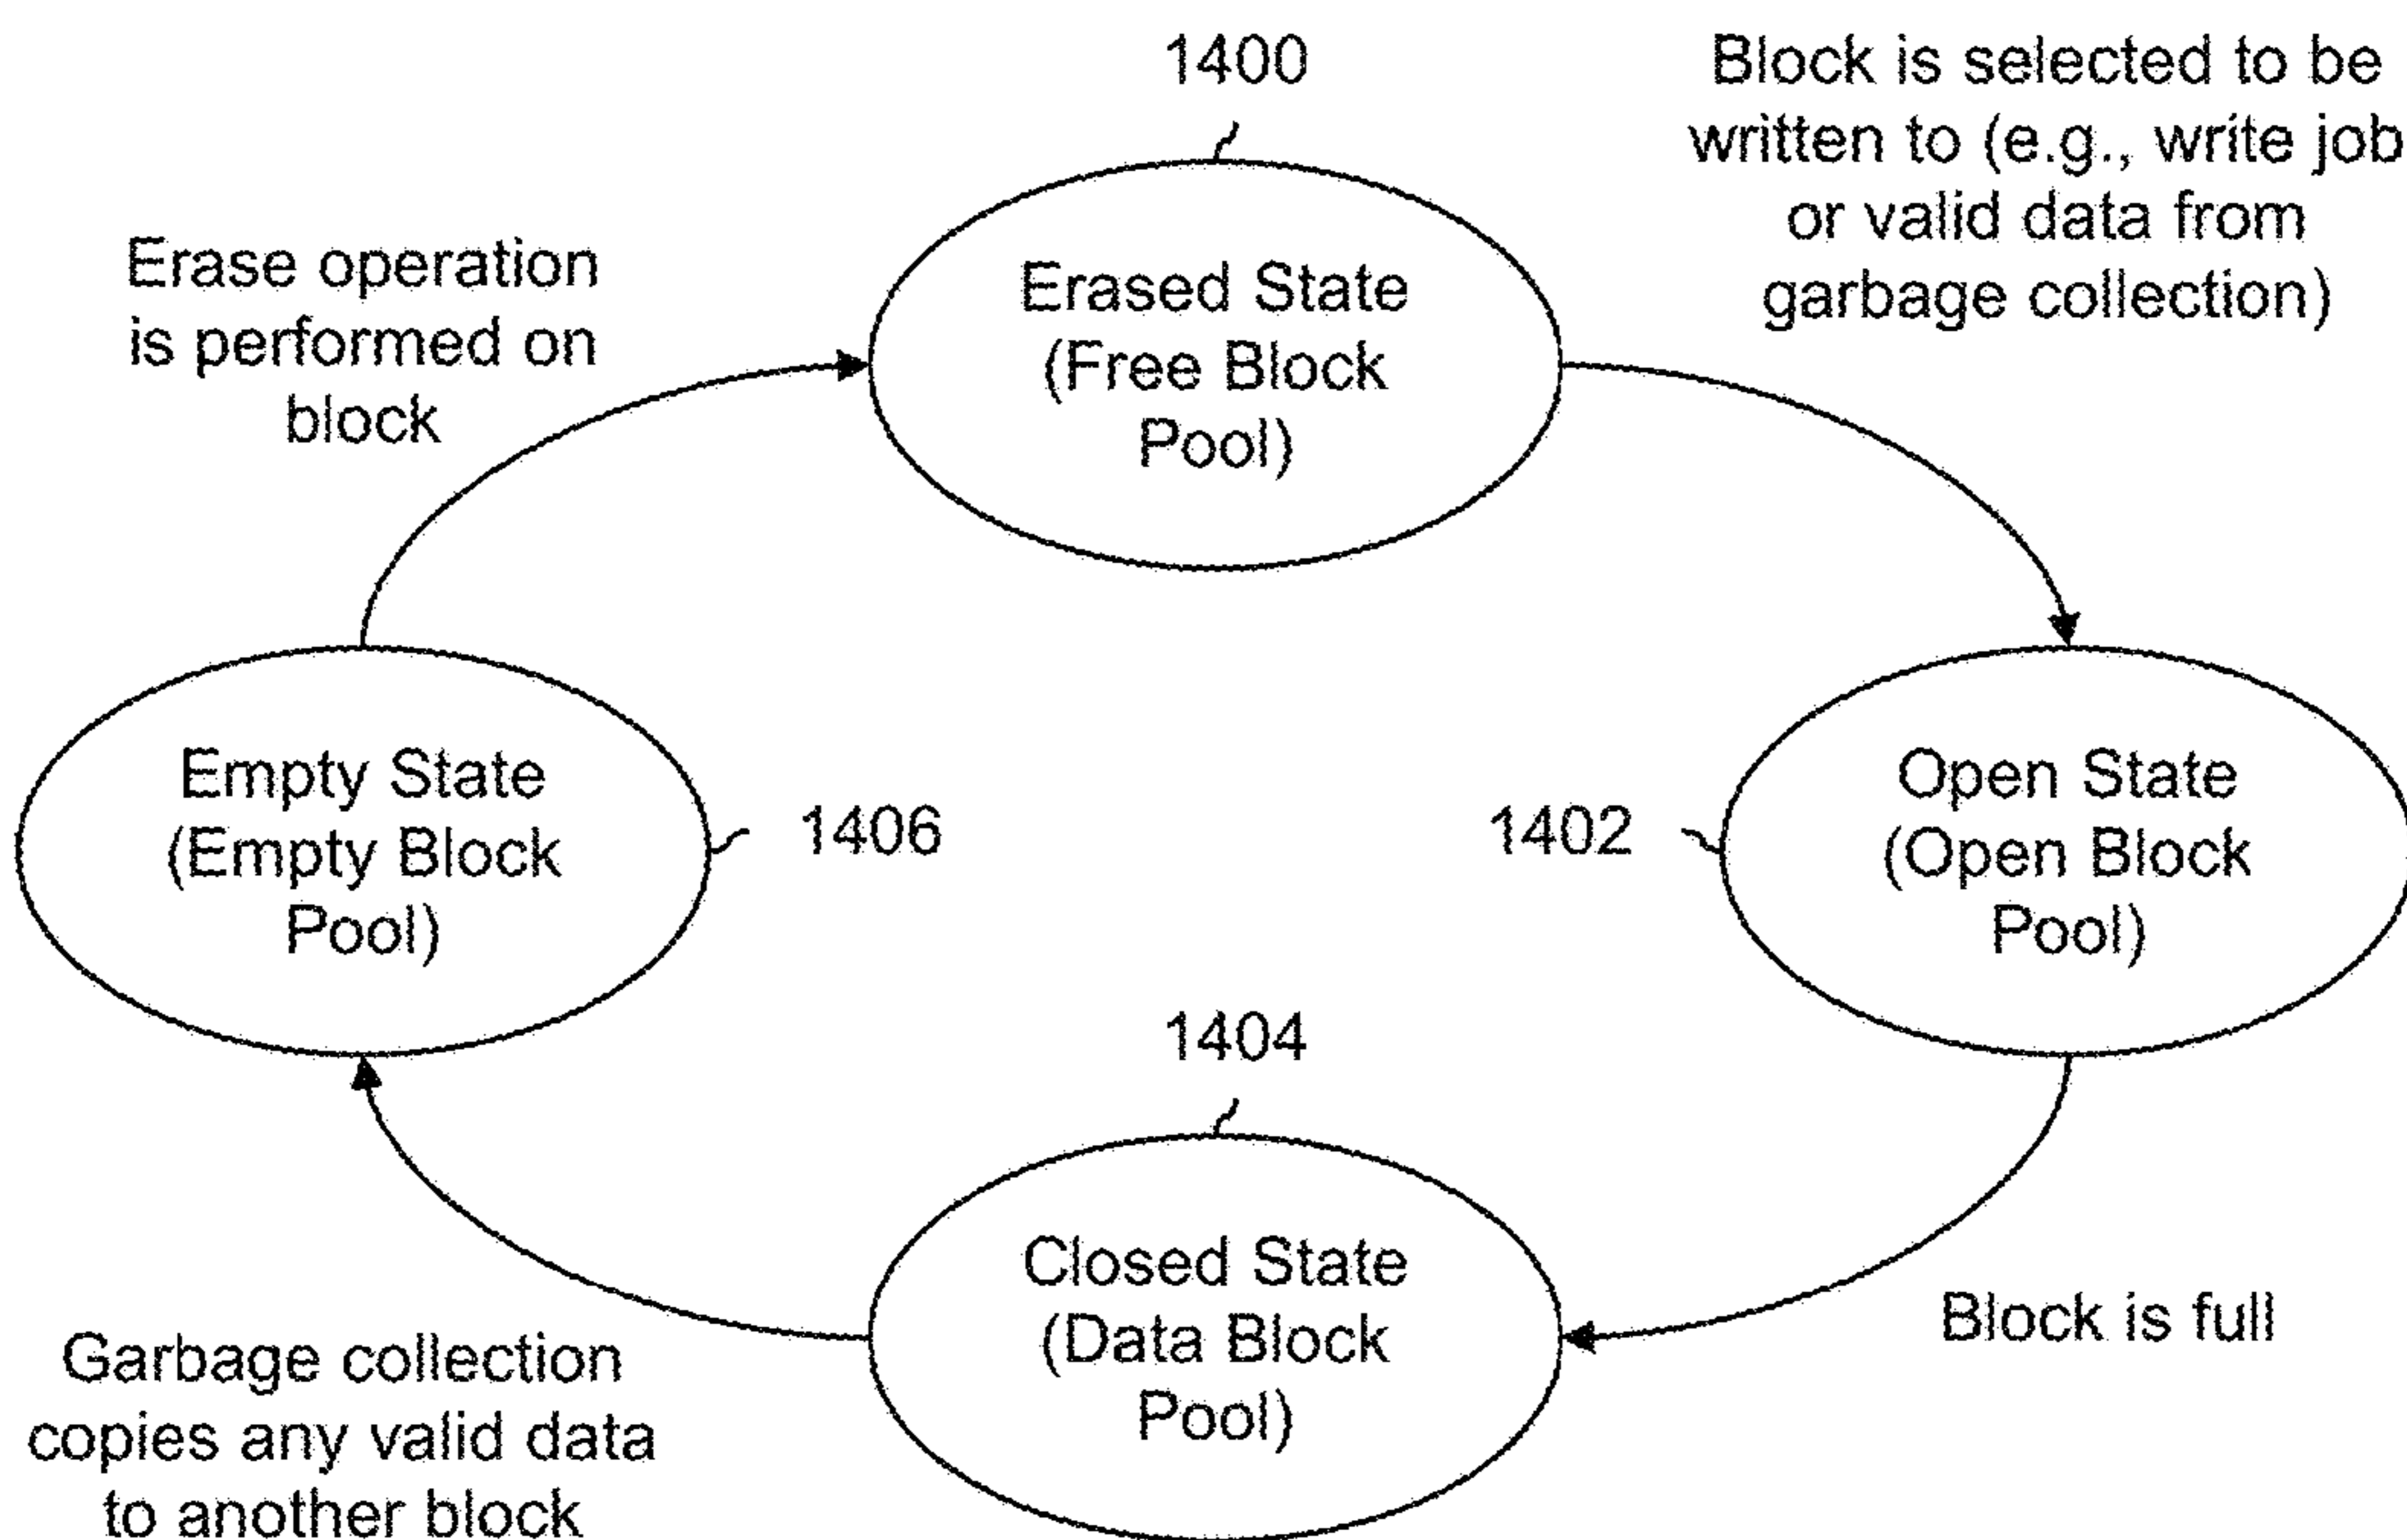 1400
Block is selected to be
written to (e.g., write job
or valid data from
garbage collection)
Erase operation
is performed on
block
Erased State
(Free Block
Pool)
Empty State
(Empty Block
Pool)
1406
1402
Open State
(Open Block
Pool)
1404
Closed State
(Data Block
Pool)
Block is full
Garbage collection
copies any valid data
to another block